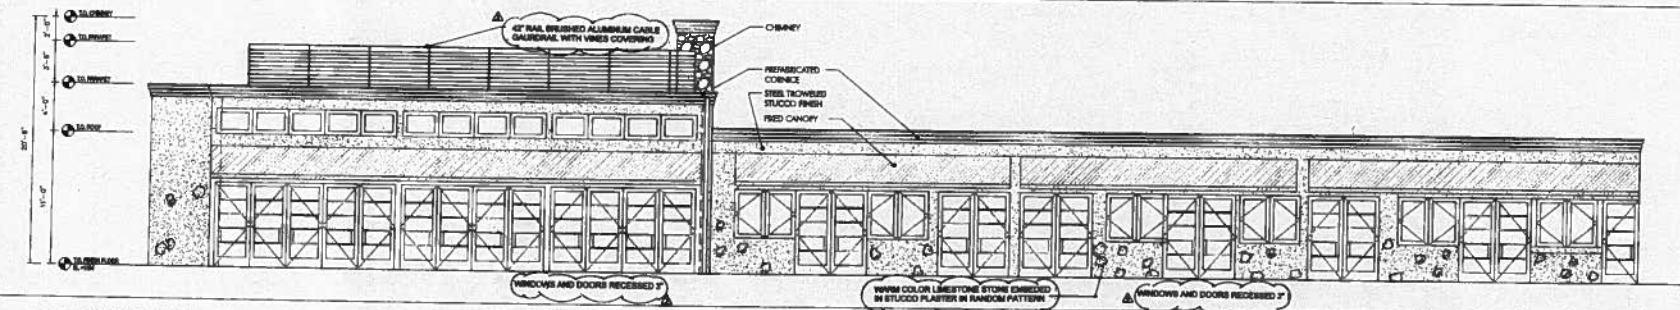 T.O. CHIMNEY
T.O. PARAPET
T.O. PARAPET
T.O. ROOF
T.O. FINISH FLOOR
42" RAIL BRUSHED ALUMINUM CABLE
GAURDRAIL WITH VINES COVERING
CHIMNEY
PREFABRICATED
CORNICE
STEEL TROWELED
STUCCO FINISH
FIXED CANOPY
WINDOWS AND DOORS RECESSED 3"
WARM COLOR LIMESTONE STONE EMBEDED
IN STUCCO PLASTER IN RANDOM PATTERN
WINDOWS AND DOORS RECESSED 3"